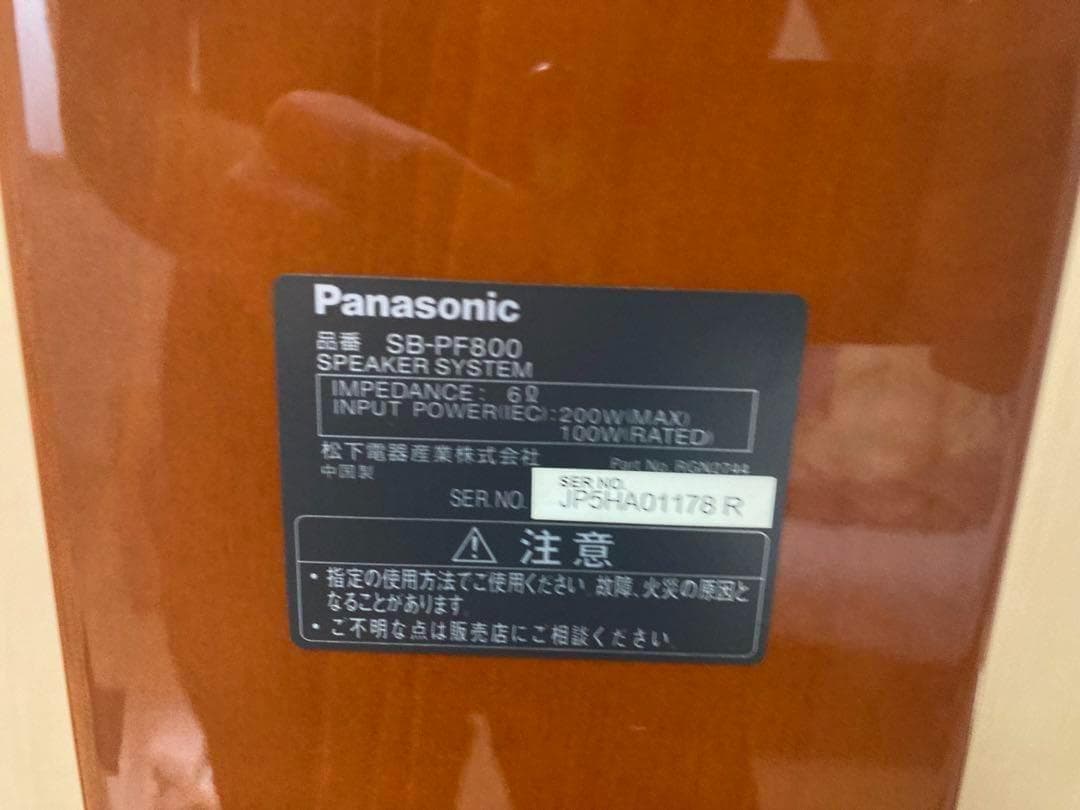 Panasonic
品番 SB-PF800
SPEAKER SYSTEM
IMPEDANCE: 6Ω
INPUT POWER(IEC): 200W(MAX)
100W(RATED)
松下電器産業株式会社
中国製
Part No. RGN2744
SER.NO.
SER.NO.
JP5HA01178 R
注意
・指定の使用方法でご使用ください。故障、火災の原因と
なることがあります。
・ご不明な点は販売店にご相談ください。